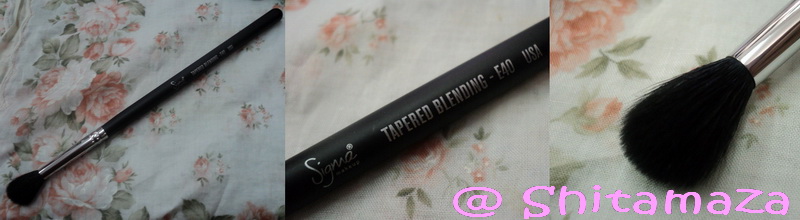 Sigma®
TAPERED BLENDING - E40 USA
@ Shitamaza